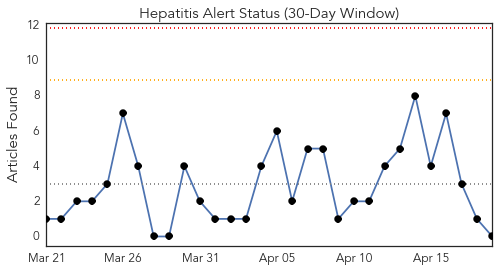 Hepatitis Alert Status (30-Day Window)
Articles Found
12
10
8
6
4
2
0
Mar 21 Mar 26 Mar 31 Apr 05 Apr 10 Apr 15